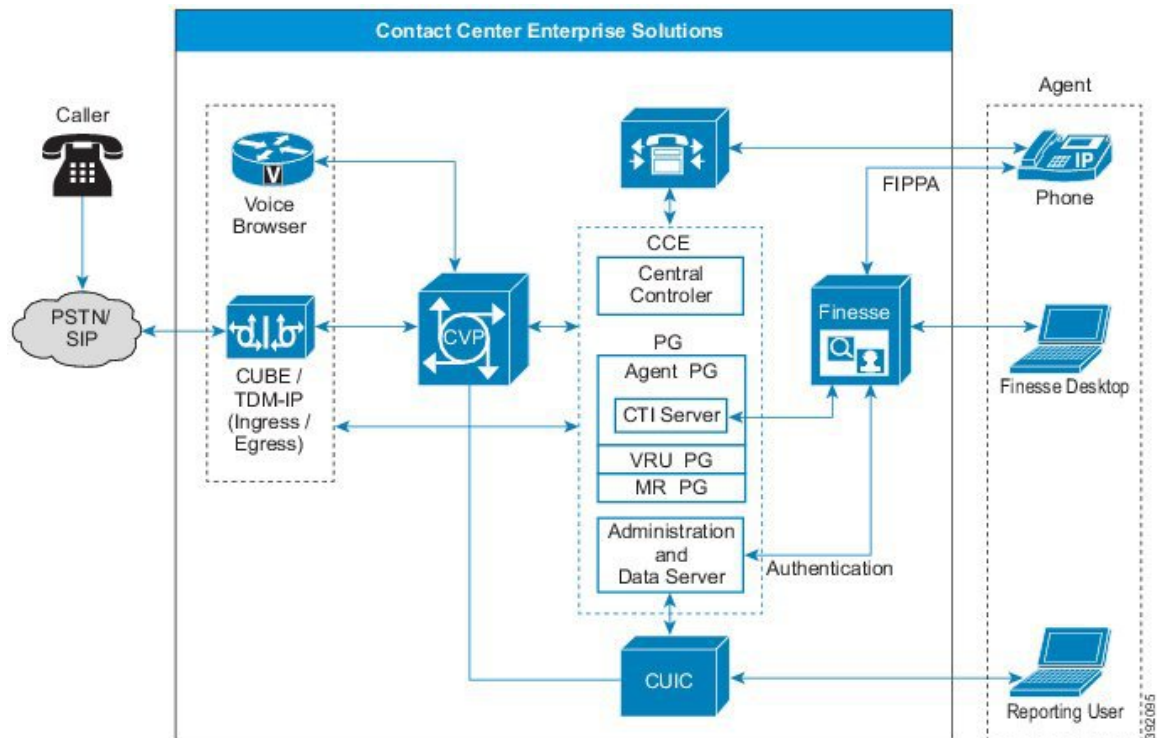 Contact Center Enterprise Solutions
Caller
PSTN/
SIP
V
Voice
Browser
CUBE /
TDM-IP
(Ingress /
Egress)
CVP
CCE
Central
Controler
PG
Agent PG
CTI Server
VRU PG
MR PG
Administration
and
Data Server
CUIC
Finesse
FIPPA
Authentication
Agent
IP
Phone
Finesse Desktop
Reporting User
392095